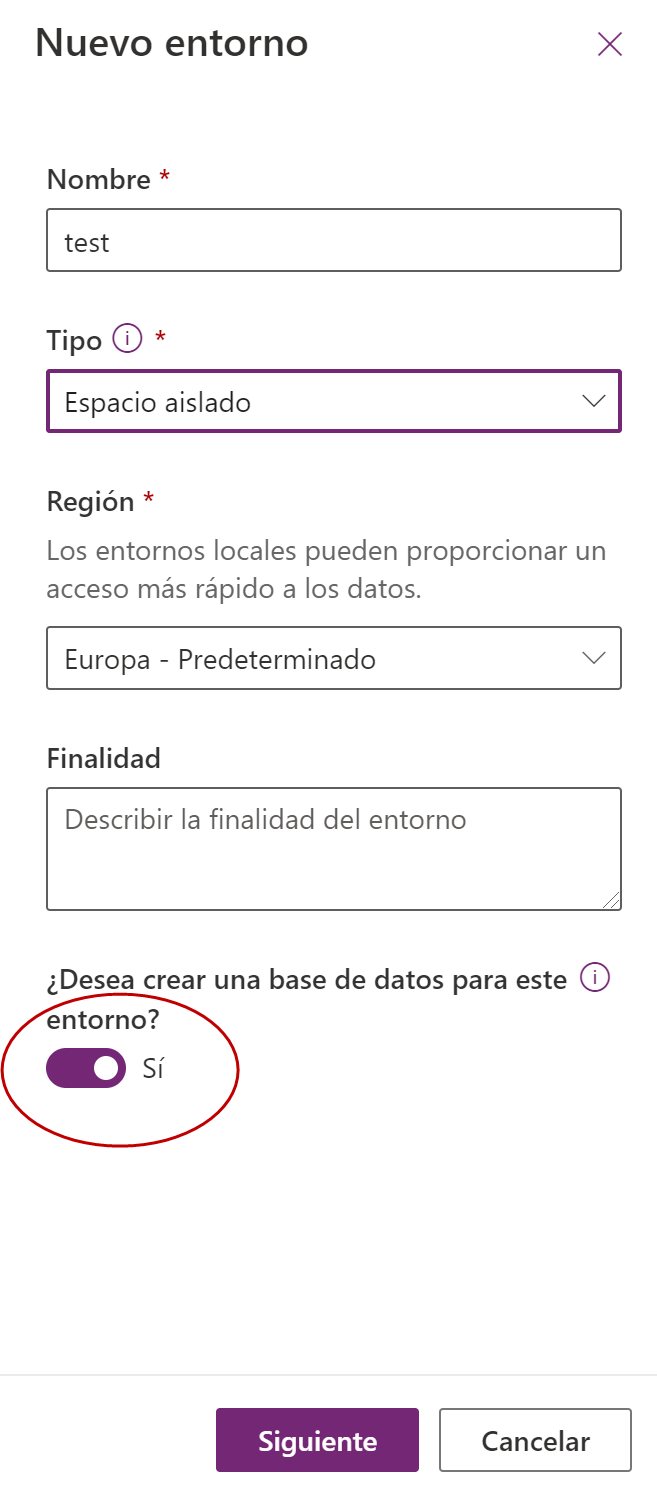 Nuevo entorno
Nombre *
test
Tipo *
Espacio aislado
Región *
Los entornos locales pueden proporcionar un
acceso más rápido a los datos.
Europa - Predeterminado
Finalidad
Describir la finalidad del entorno
¿Desea crear una base de datos para este
entorno?
Sí
Siguiente
Cancelar